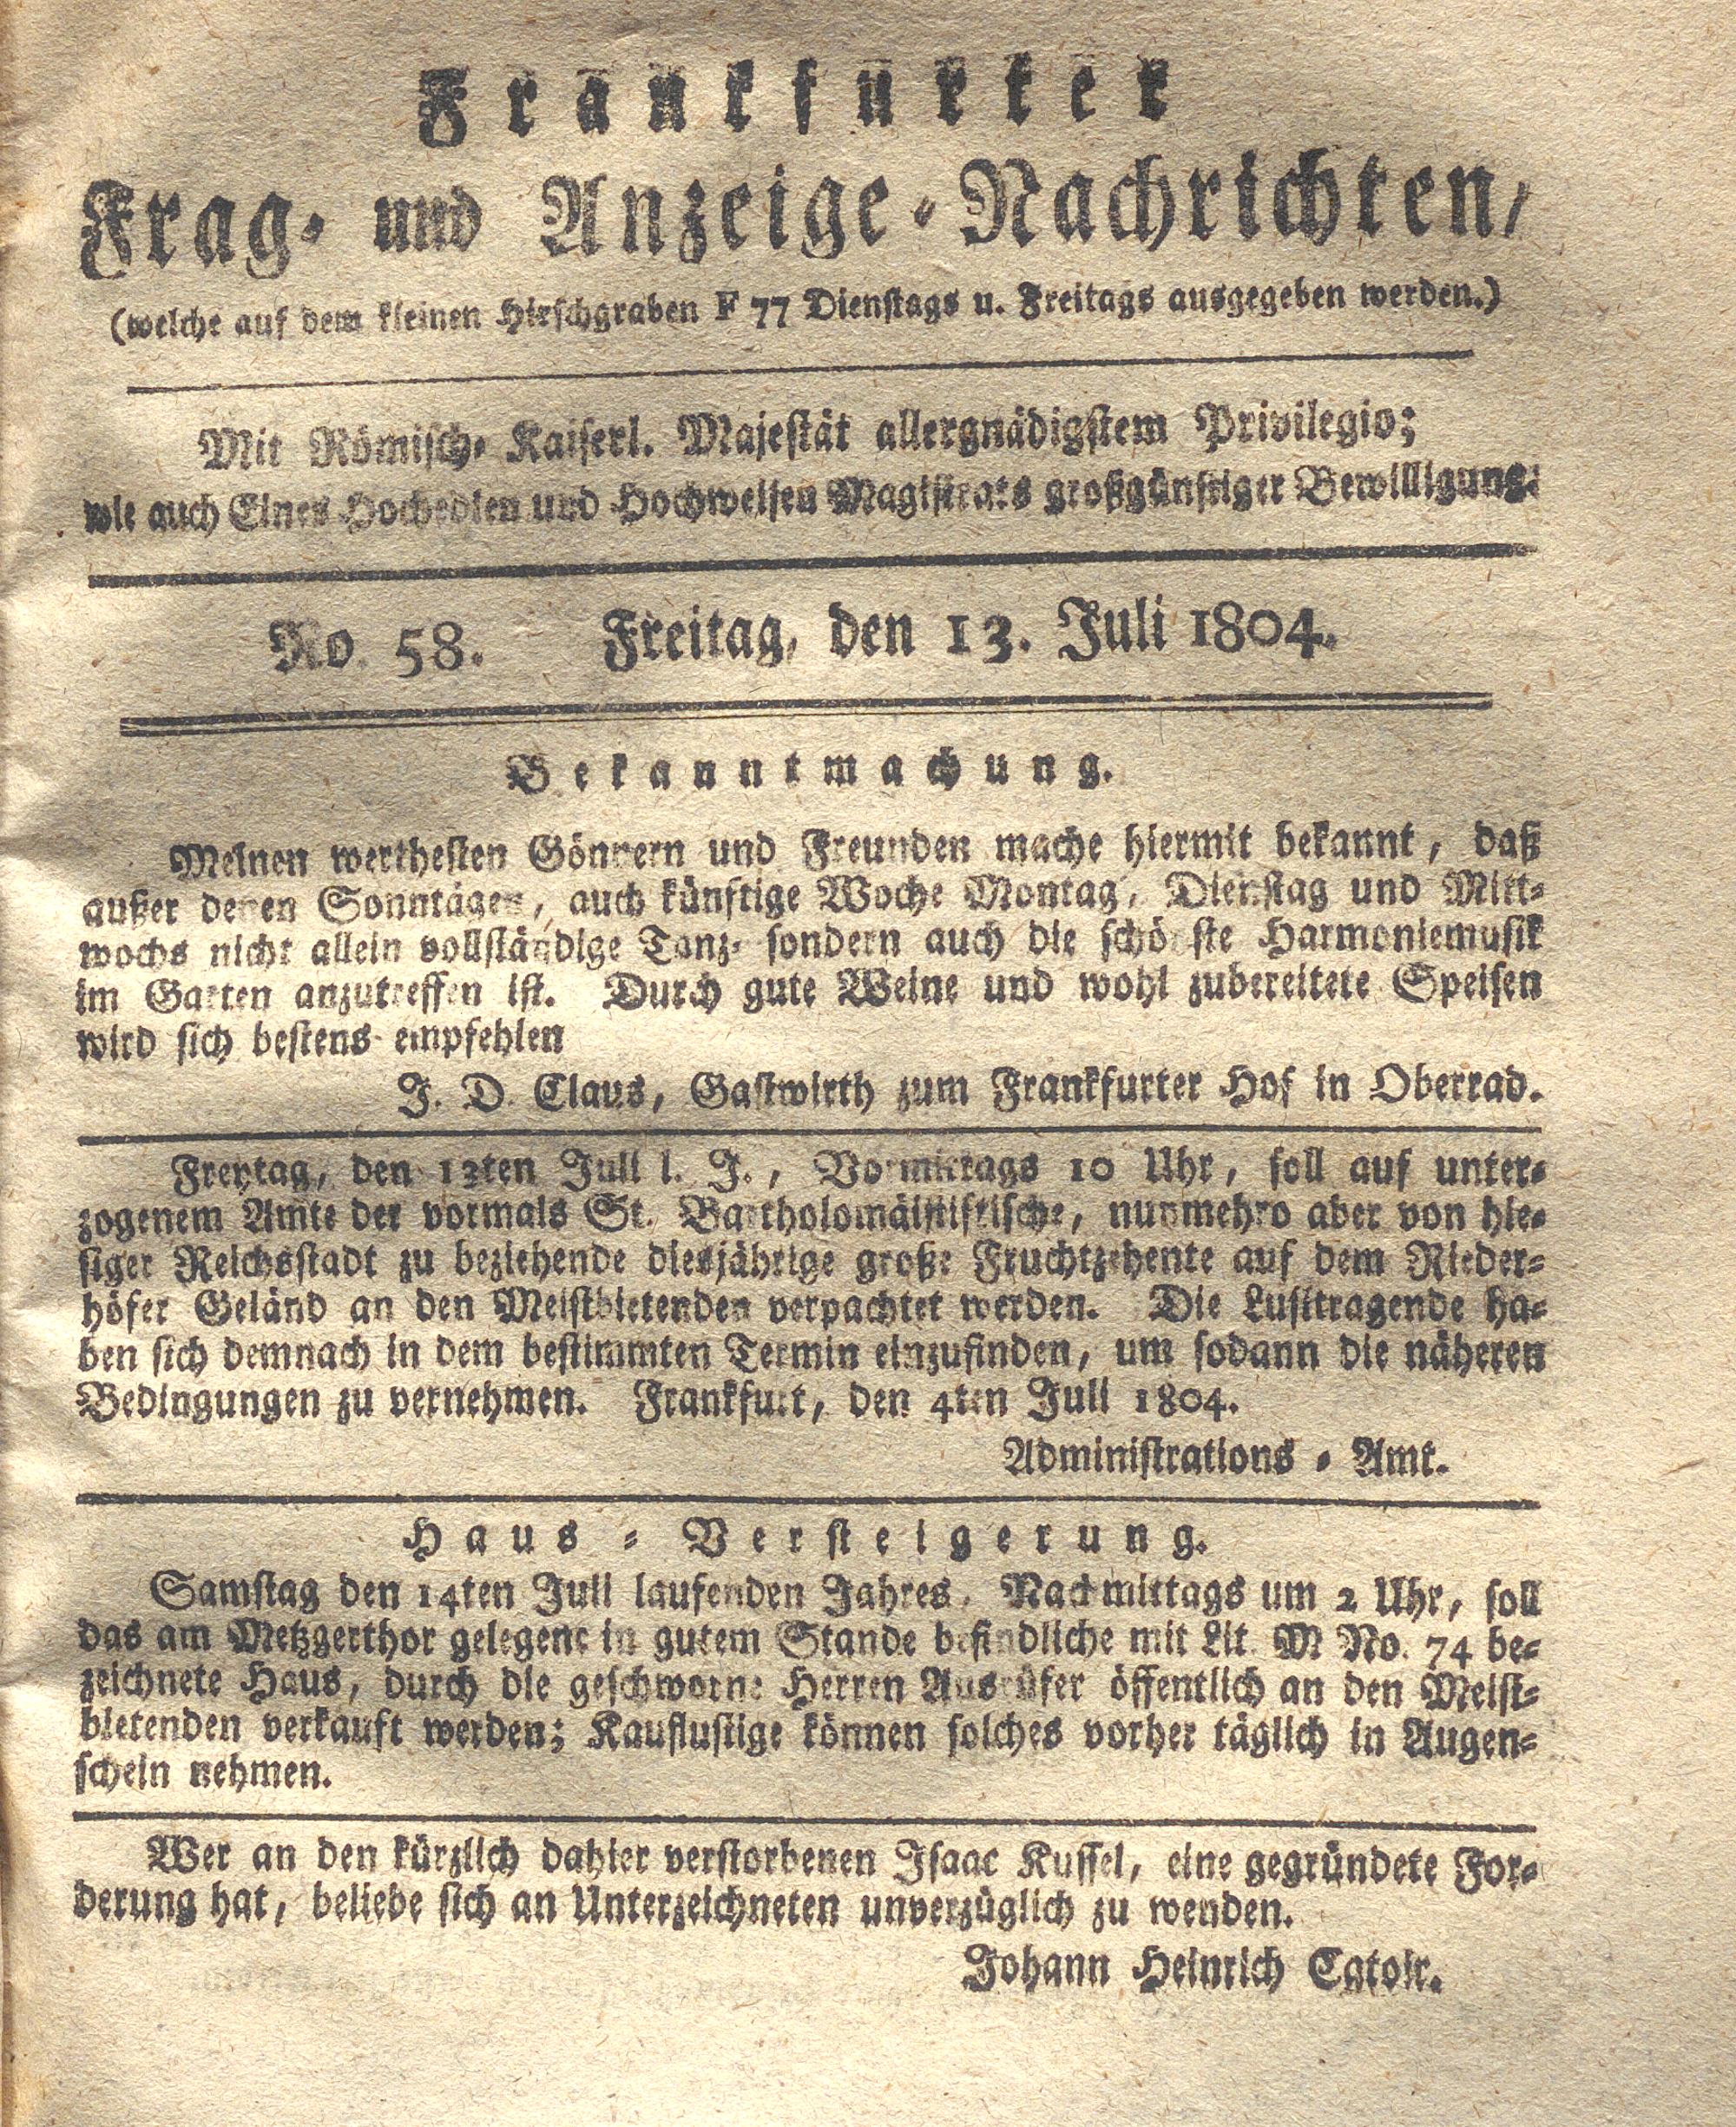 Frankfurter
Frag- und Anzeige-Nachrichten,
(welche auf dem kleinen Hirschgraben F 77 Dienstags u. Freitags ausgegeben werden.)
Mit Römisch- Kaiserl. Majestät allergnädigstem Privilegio;
wie auch Eines Hochedlen und Hochweisen Magistrats großgünstiger Bewilligung.
No. 58. Freitag, den 13. Juli 1804.
Bekanntmachung.
Meinen werthesten Gönnern und Freunden mache hiermit bekannt, daß
außer denen Sonntägen, auch künftige Woche Montag, Dienstag und Mitt-
wochs nicht allein vollständige Tanz- sondern auch die schönste Harmoniemusik
im Garten anzutreffen ist. Durch gute Weine und wohl zubereitete Speisen
wird sich bestens empfehlen
J. D. Claus, Gastwirth zum Frankfurter Hof in Oberrad.
Freytag, den 13ten Juli l. J., Vormittags 10 Uhr, soll auf unter-
zogenem Amte der vormals St. Bartholomäistiftische, nunmehro aber von hie-
siger Reichsstadt zu beziehende diesjährige große Fruchtzehente auf dem Rieder-
höfer Geländ an den Meistbietenden verpachtet werden. Die Lusttragende ha-
ben sich demnach in dem bestimmten Termin einzufinden, um sodann die näheren
Bedingungen zu vernehmen. Frankfurt, den 4ten Juli 1804.
Administrations-Amt.
Haus-Versteigerung.
Samstag den 14ten Juli laufenden Jahres, Nachmittags um 2 Uhr, soll
das am Metzgerthor gelegene in gutem Stande befindliche mit Lit. M No. 74 be-
zeichnete Haus, durch die geschworne Herren Ausrüfer öffentlich an den Meist-
bietenden verkauft werden; Kauflustige können solches vorher täglich in Augen-
schein nehmen.
Wer an den kürzlich dahier verstorbenen Isaac Kussel, eine gegründete For-
derung hat, beliebe sich an Unterzeichneten unverzüglich zu wenden.
Johann Heinrich Catoir.